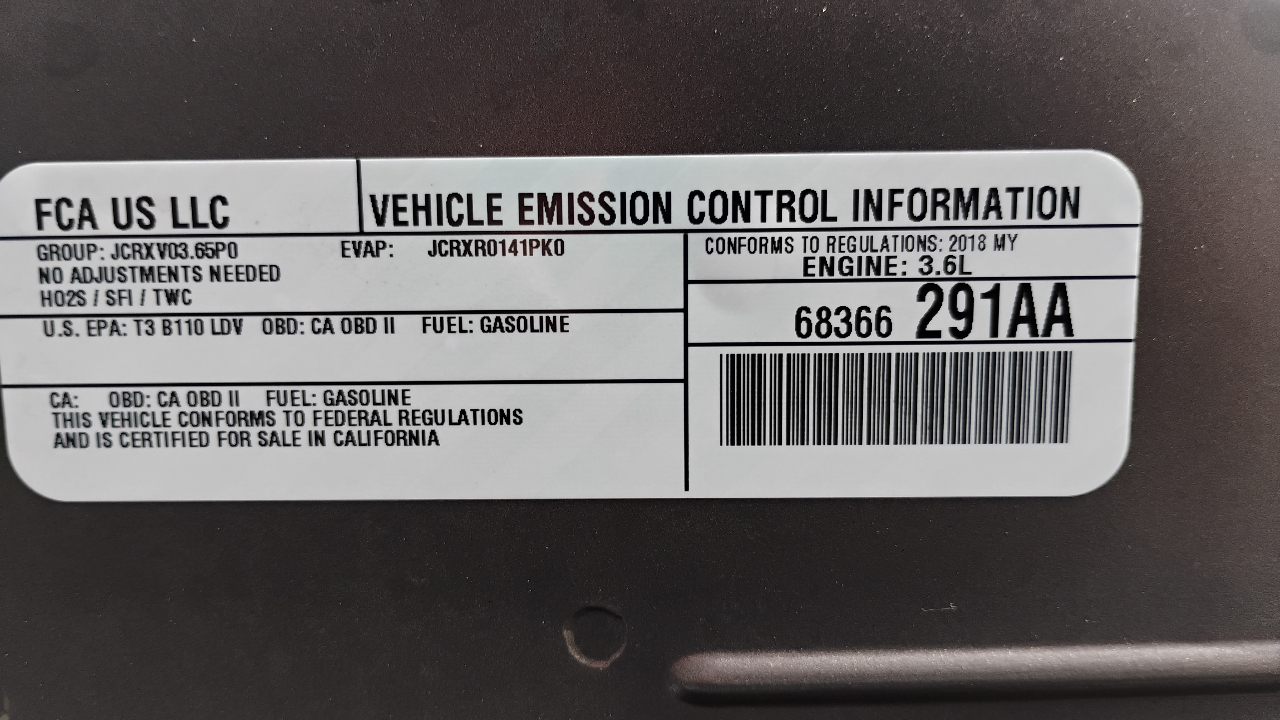 FCA US LLC
VEHICLE EMISSION CONTROL INFORMATION
GROUP: JCRXV03.65P0 EVAP: JCRXR0141PK0
NO ADJUSTMENTS NEEDED
HO2S / SFI / TWC
U.S. EPA: T3 B110 LDV OBD: CA OBD II FUEL: GASOLINE
CA: OBD: CA OBD II FUEL: GASOLINE
THIS VEHICLE CONFORMS TO FEDERAL REGULATIONS
AND IS CERTIFIED FOR SALE IN CALIFORNIA
CONFORMS TO REGULATIONS: 2018 MY
ENGINE: 3.6L
68366 291AA